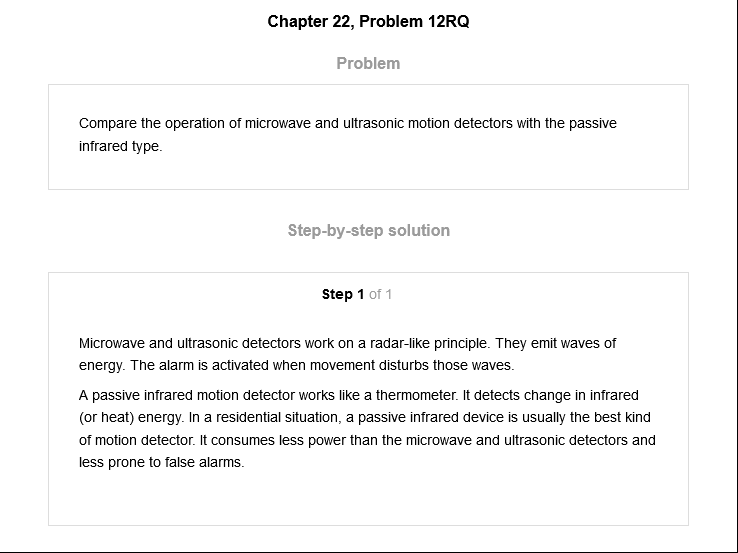 Chapter 22, Problem 12RQ
Problem
Compare the operation of microwave and ultrasonic motion detectors with the passive
infrared type.
Step-by-step solution
Step 1 of 1
Microwave and ultrasonic detectors work on a radar-like principle. They emit waves of
energy. The alarm is activated when movement disturbs those waves.
A passive infrared motion detector works like a thermometer. It detects change in infrared
(or heat) energy. In a residential situation, a passive infrared device is usually the best kind
of motion detector. It consumes less power than the microwave and ultrasonic detectors and
less prone to false alarms.